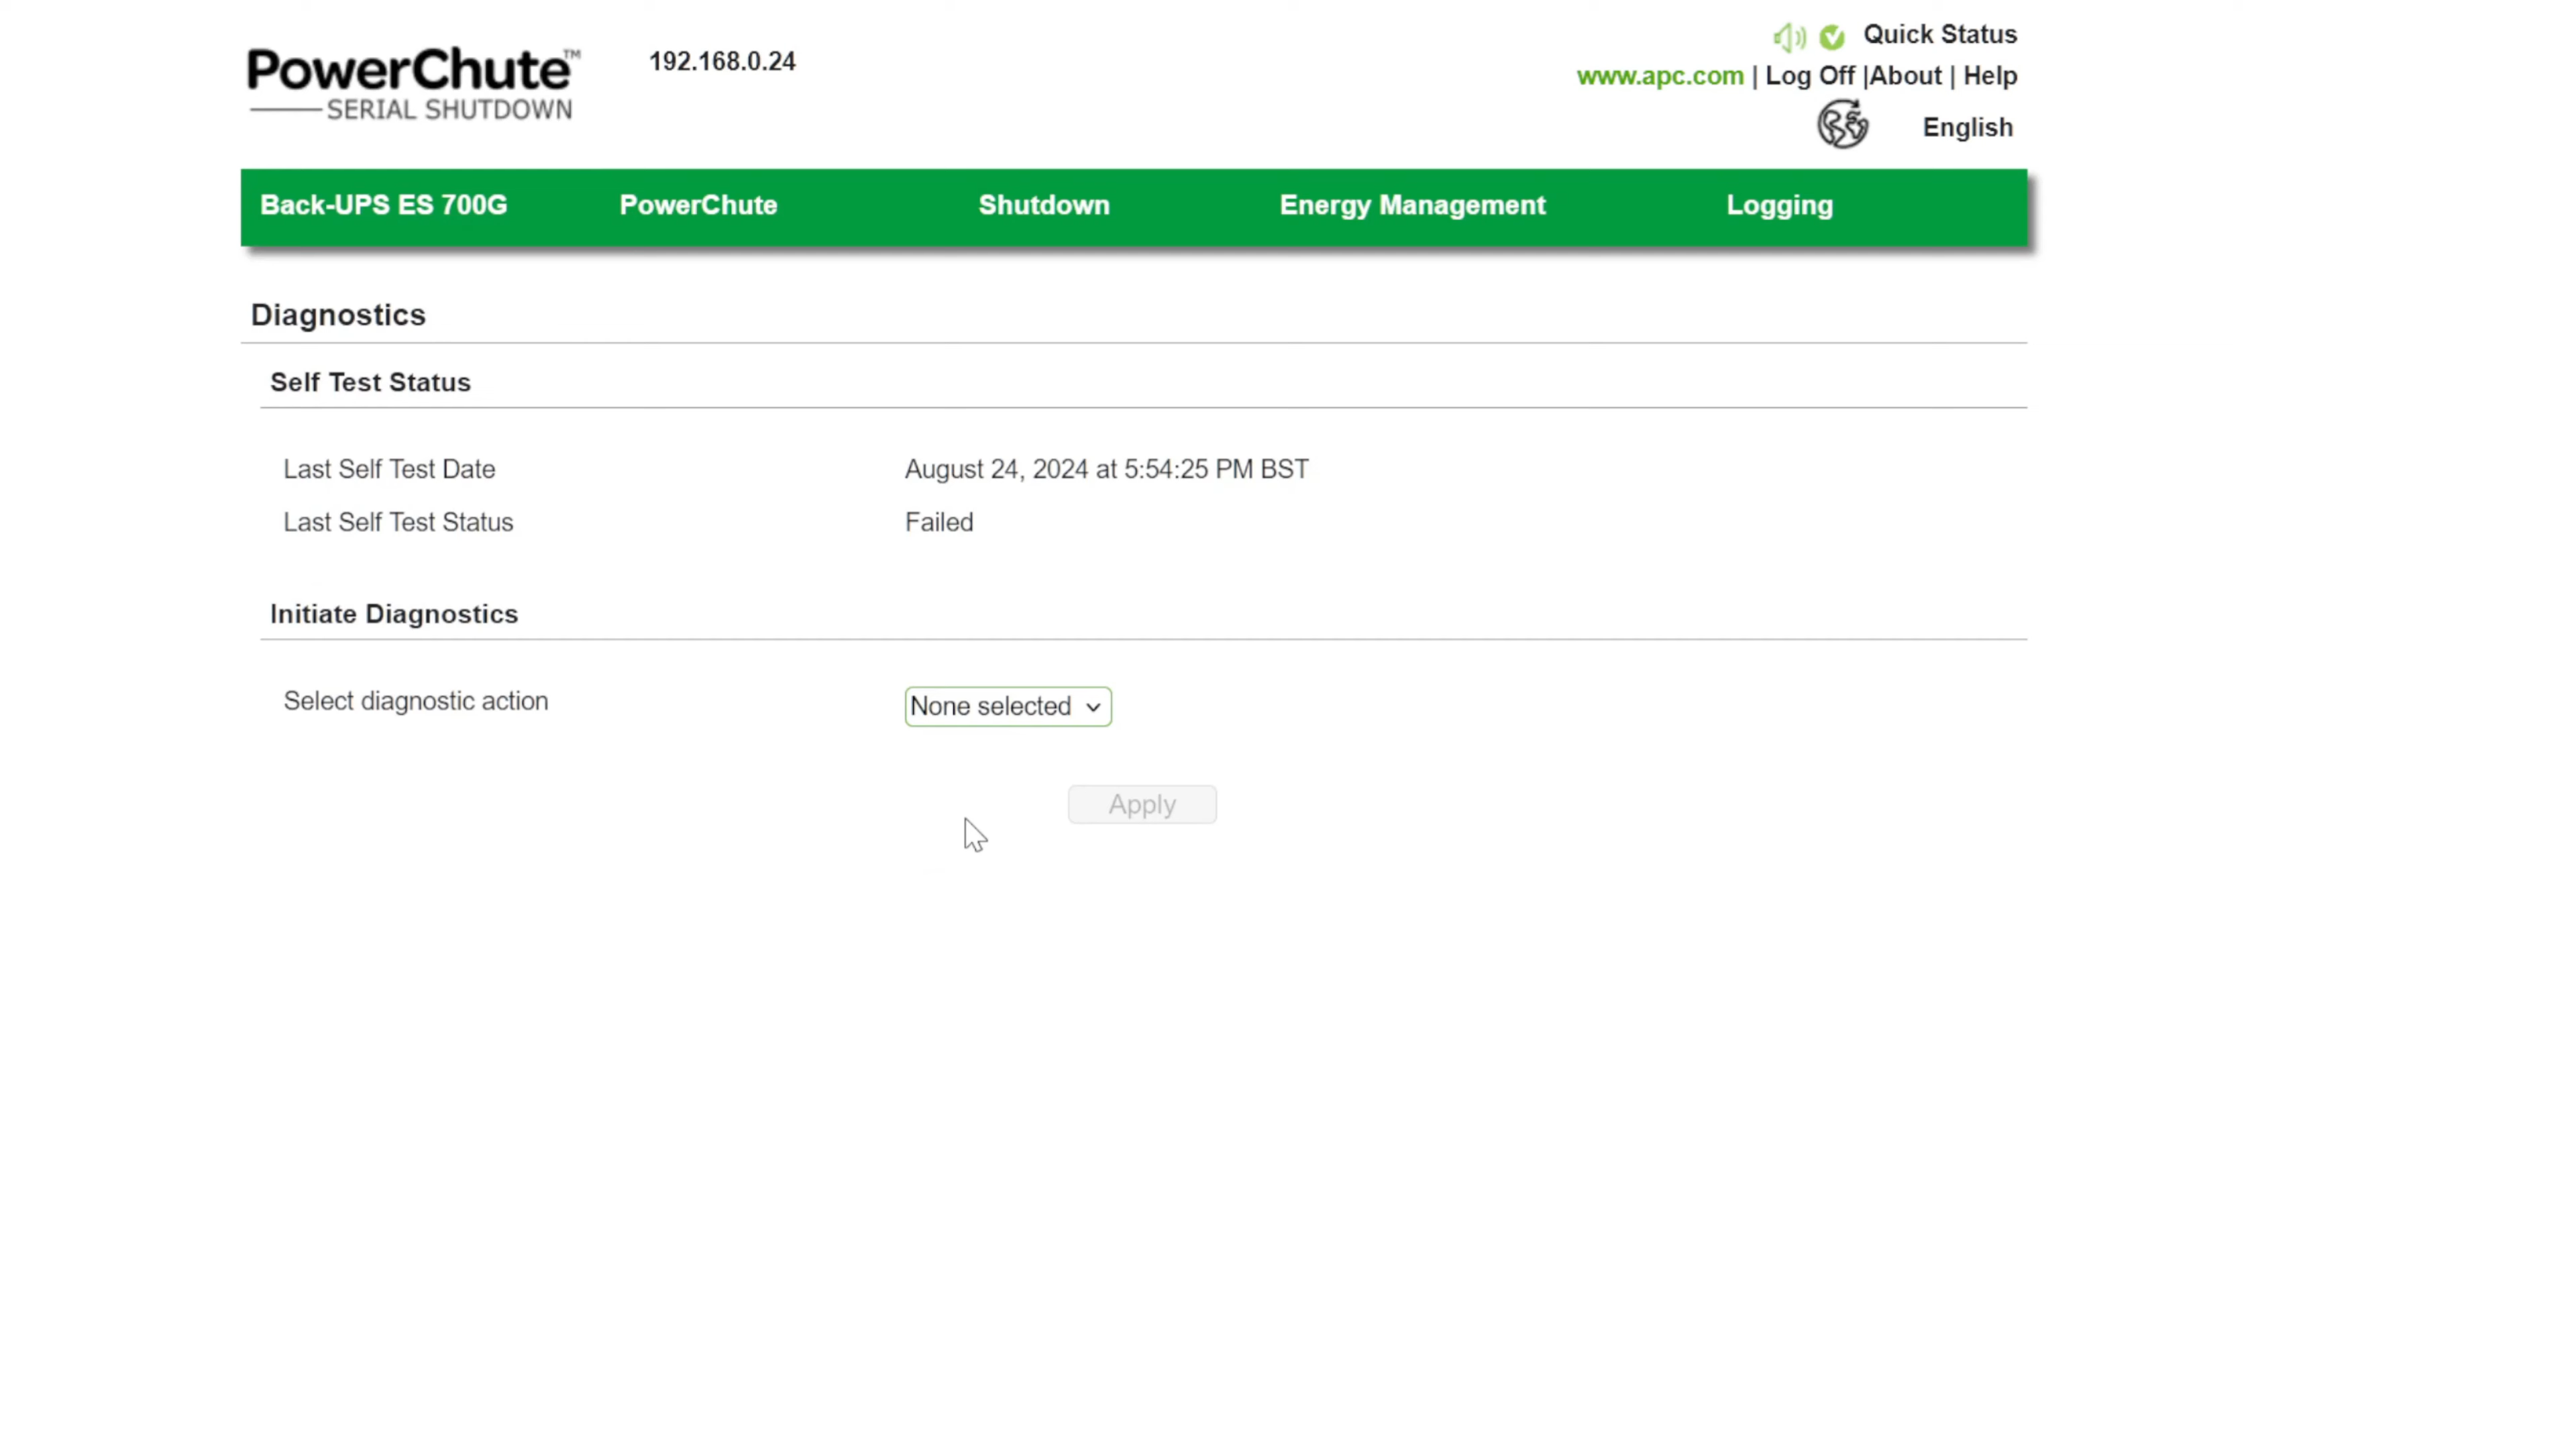 PowerChute™
SERIAL SHUTDOWN
192.168.0.24
Quick Status
www.apc.com | Log Off |About | Help
English
Back-UPS ES 700G PowerChute Shutdown Energy Management Logging
Diagnostics
Self Test Status
Last Self Test Date August 24, 2024 at 5:54:25 PM BST
Last Self Test Status Failed
Initiate Diagnostics
Select diagnostic action None selected
Apply